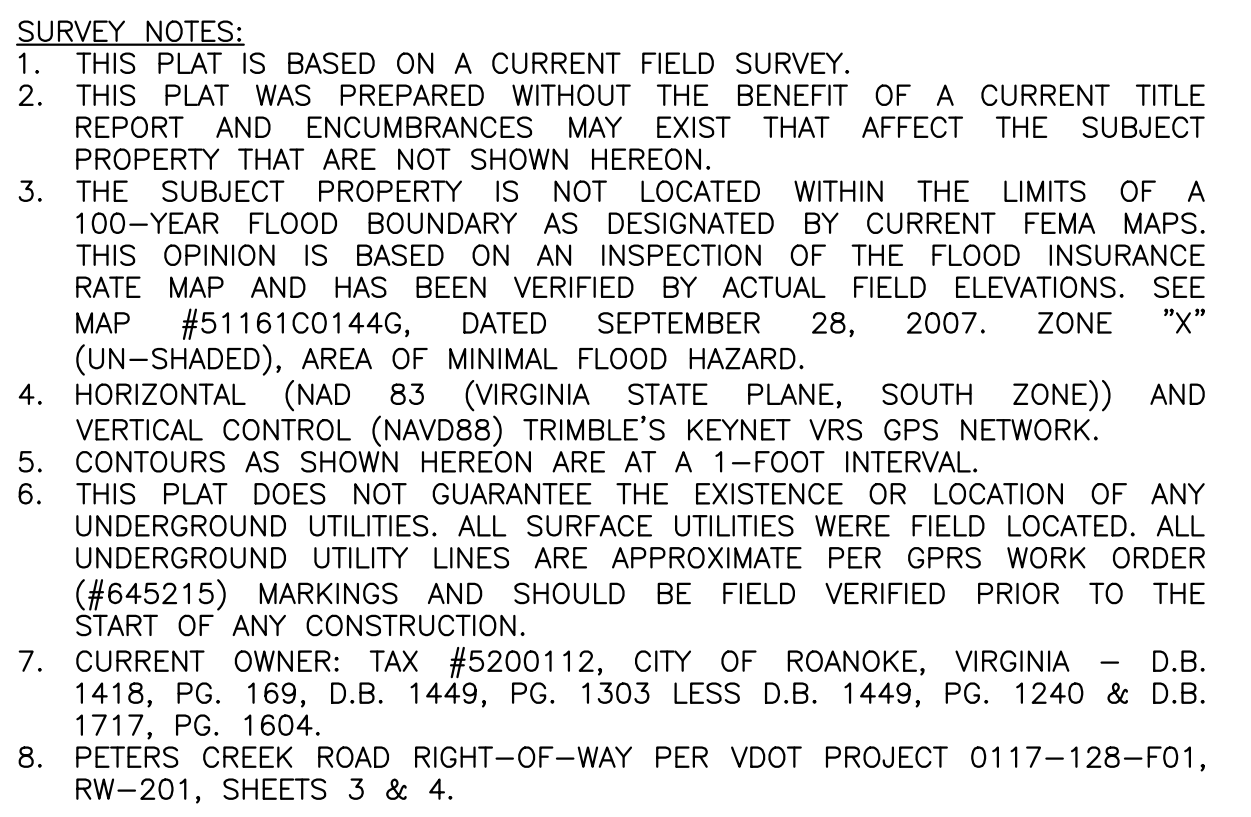 SURVEY NOTES:
1. THIS PLAT IS BASED ON A CURRENT FIELD SURVEY.
2. THIS PLAT WAS PREPARED WITHOUT THE BENEFIT OF A CURRENT TITLE
REPORT AND ENCUMBRANCES MAY EXIST THAT AFFECT THE SUBJECT
PROPERTY THAT ARE NOT SHOWN HEREON.
3. THE SUBJECT PROPERTY IS NOT LOCATED WITHIN THE LIMITS OF A
100-YEAR FLOOD BOUNDARY AS DESIGNATED BY CURRENT FEMA MAPS.
THIS OPINION IS BASED ON AN INSPECTION OF THE FLOOD INSURANCE
RATE MAP AND HAS BEEN VERIFIED BY ACTUAL FIELD ELEVATIONS. SEE
MAP #51161C0144G, DATED SEPTEMBER 28, 2007. ZONE "X"
(UN-SHADED), AREA OF MINIMAL FLOOD HAZARD.
4. HORIZONTAL (NAD 83 (VIRGINIA STATE PLANE, SOUTH ZONE)) AND
VERTICAL CONTROL (NAVD88) TRIMBLE'S KEYNET VRS GPS NETWORK.
5. CONTOURS AS SHOWN HEREON ARE AT A 1-FOOT INTERVAL.
6. THIS PLAT DOES NOT GUARANTEE THE EXISTENCE OR LOCATION OF ANY
UNDERGROUND UTILITIES. ALL SURFACE UTILITIES WERE FIELD LOCATED. ALL
UNDERGROUND UTILITY LINES ARE APPROXIMATE PER GPRS WORK ORDER
(#645215) MARKINGS AND SHOULD BE FIELD VERIFIED PRIOR TO THE
START OF ANY CONSTRUCTION.
7. CURRENT OWNER: TAX #5200112, CITY OF ROANOKE, VIRGINIA - D.B.
1418, PG. 169, D.B. 1449, PG. 1303 LESS D.B. 1449, PG. 1240 & D.B.
1717, PG. 1604.
8. PETERS CREEK ROAD RIGHT-OF-WAY PER VDOT PROJECT 0117-128-F01,
RW-201, SHEETS 3 & 4.